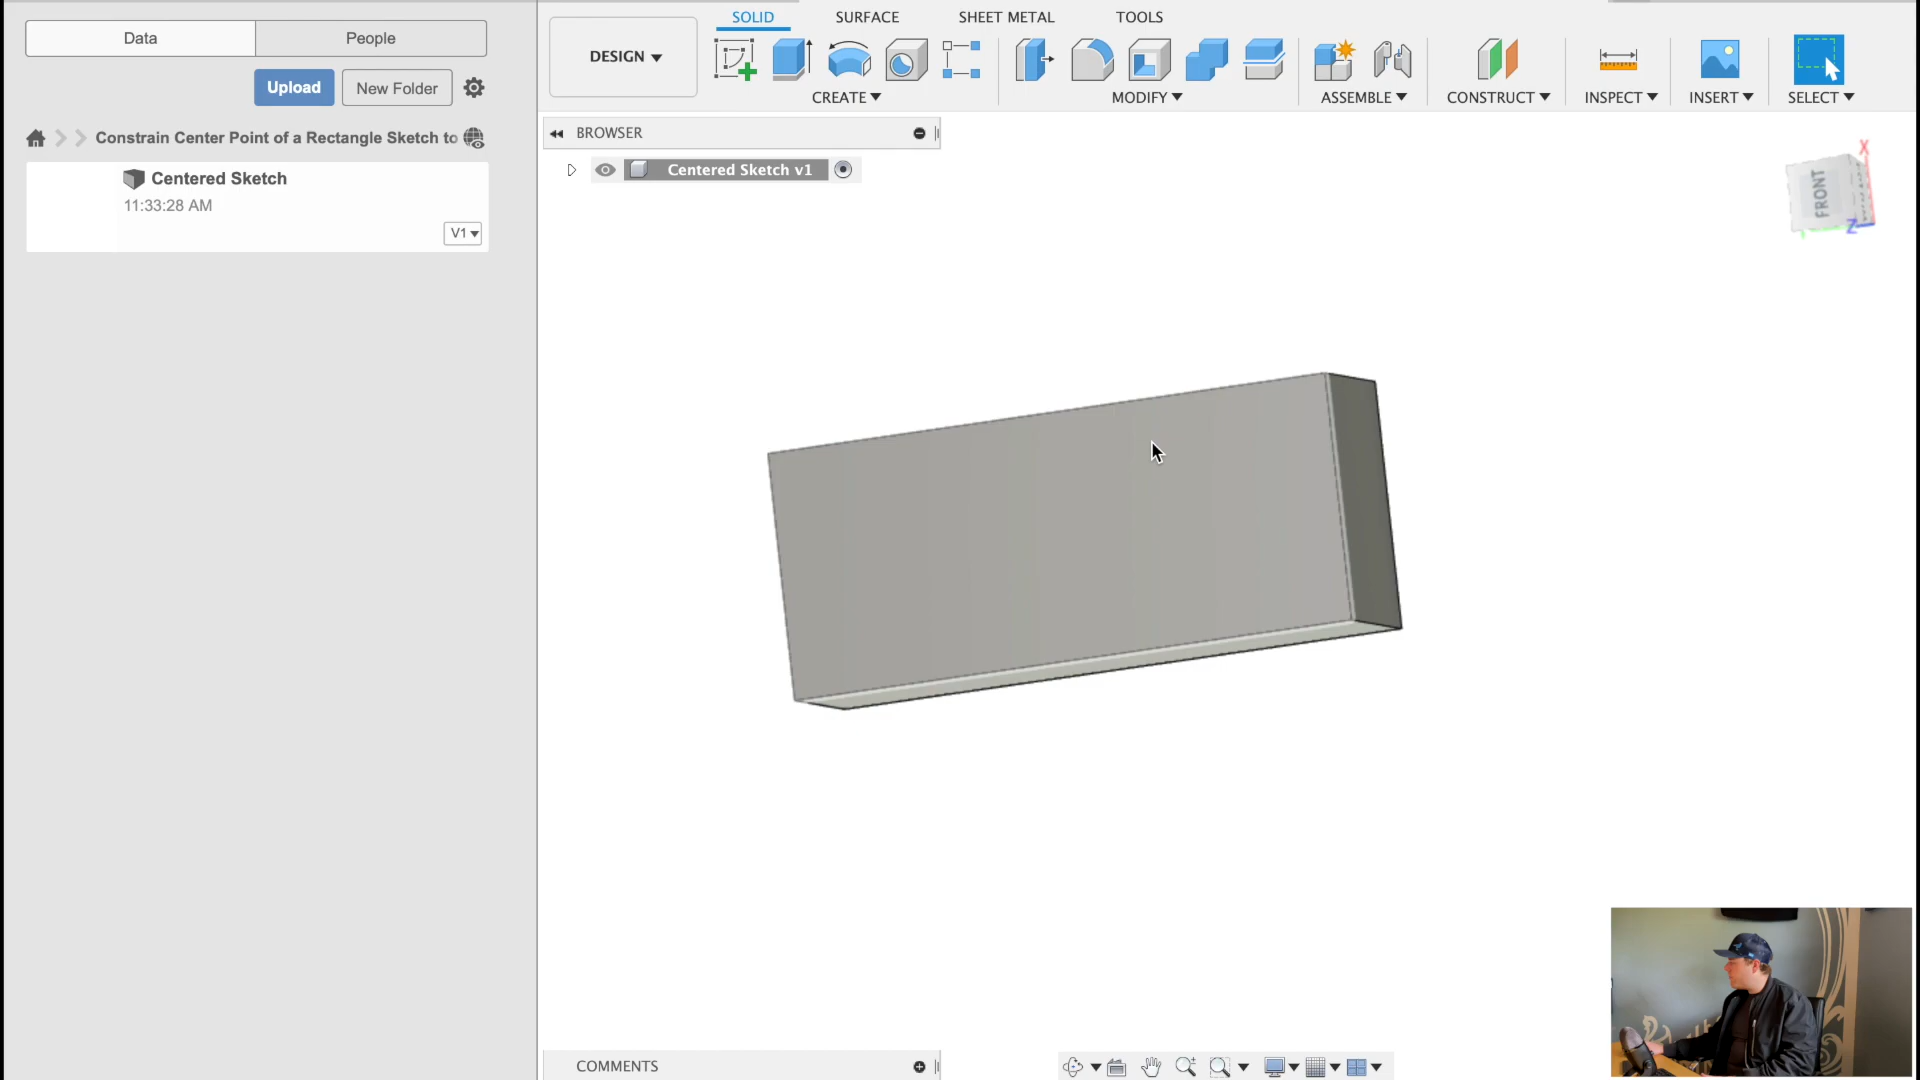 Data
People
Upload
New Folder
Constrain Center Point of a Rectangle Sketch to
Centered Sketch
11:33:28 AM
V1
DESIGN
SOLID
SURFACE
SHEET METAL
TOOLS
CREATE
MODIFY
ASSEMBLE
CONSTRUCT
INSPECT
INSERT
SELECT
BROWSER
Centered Sketch v1
X
FRONT
Z
COMMENTS